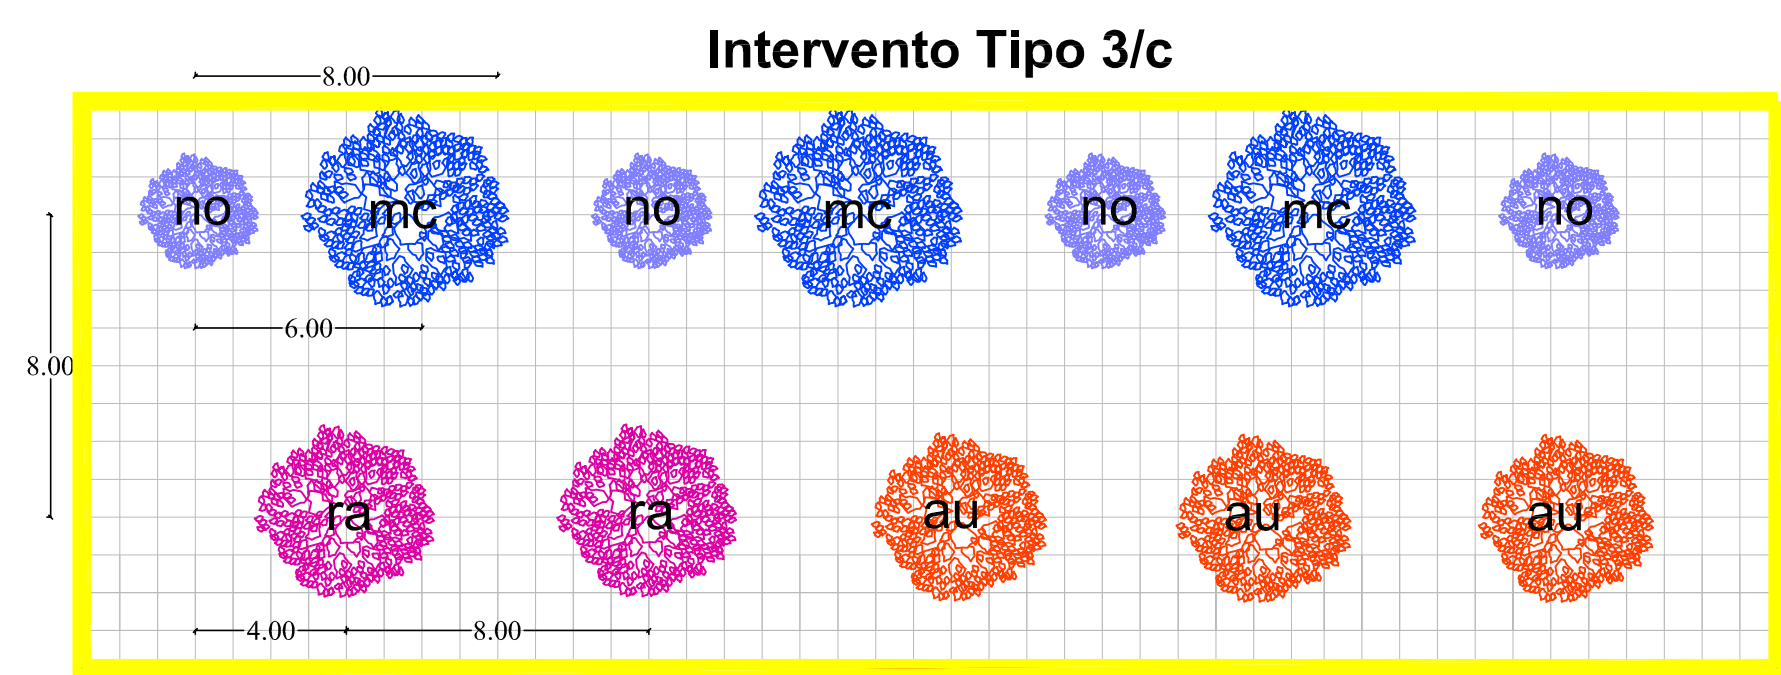 Intervento Tipo 3/c
8.00
no mc no mc no mc no
6.00
8.00
ra ra au au au
4.00 8.00